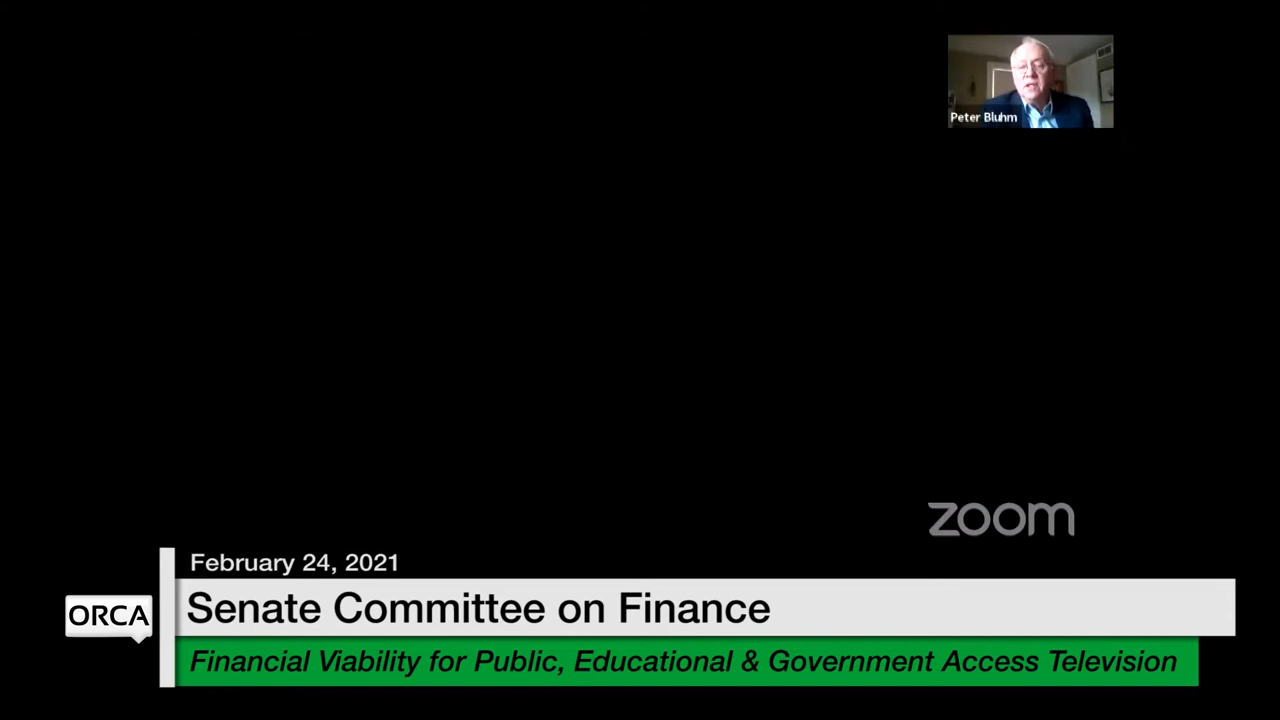 Peter Bluhm
zoom
February 24, 2021
ORCA
Senate Committee on Finance
Financial Viability for Public, Educational & Government Access Television